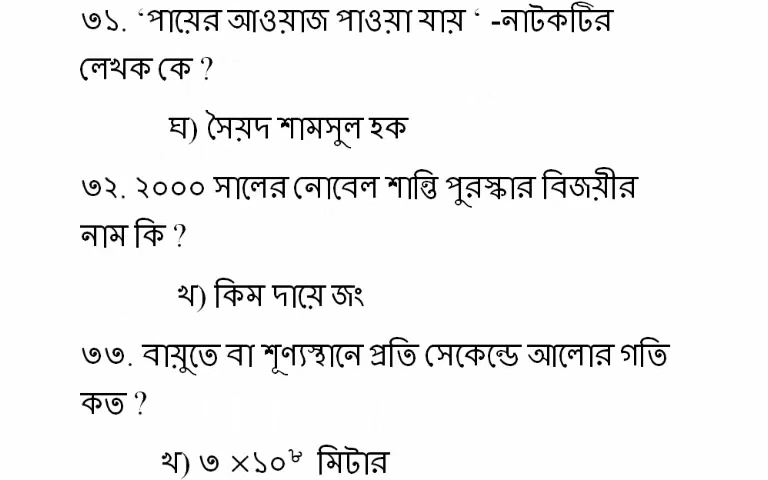 ৩১. ‘পায়ের আওয়াজ পাওয়া যায় ‘ -নাটকটির
লেখক কে ?
ঘ) সৈয়দ শামসুল হক
৩২. ২০০০ সালের নোবেল শান্তি পুরস্কার বিজয়ীর
নাম কি ?
খ) কিম দায়ে জং
৩৩. বায়ুতে বা শূণ্যস্থানে প্রতি সেকেন্ডে আলোর গতি
কত ?
খ) ৩ ×১০⁸ মিটার